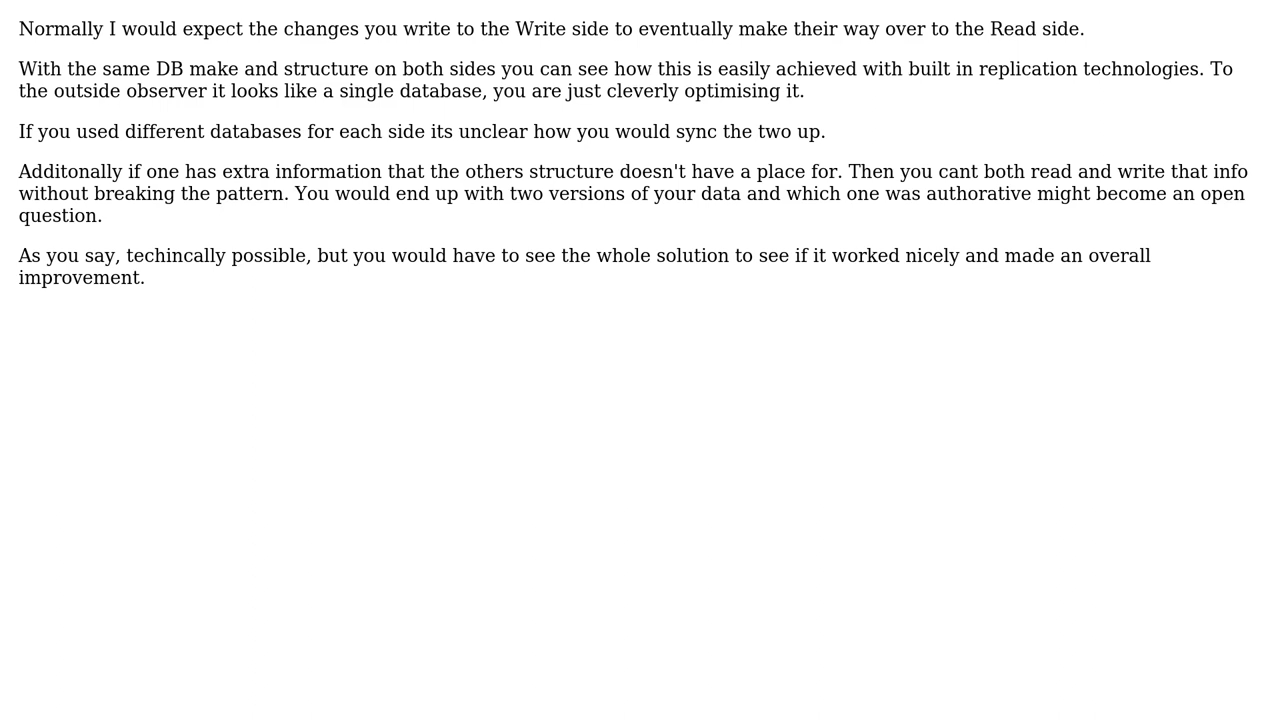 Normally I would expect the changes you write to the Write side to eventually make their way over to the Read side.
With the same DB make and structure on both sides you can see how this is easily achieved with built in replication technologies. To
the outside observer it looks like a single database, you are just cleverly optimising it.
If you used different databases for each side its unclear how you would sync the two up.
Additonally if one has extra information that the others structure doesn't have a place for. Then you cant both read and write that info
without breaking the pattern. You would end up with two versions of your data and which one was authorative might become an open
question.
As you say, techincally possible, but you would have to see the whole solution to see if it worked nicely and made an overall
improvement.